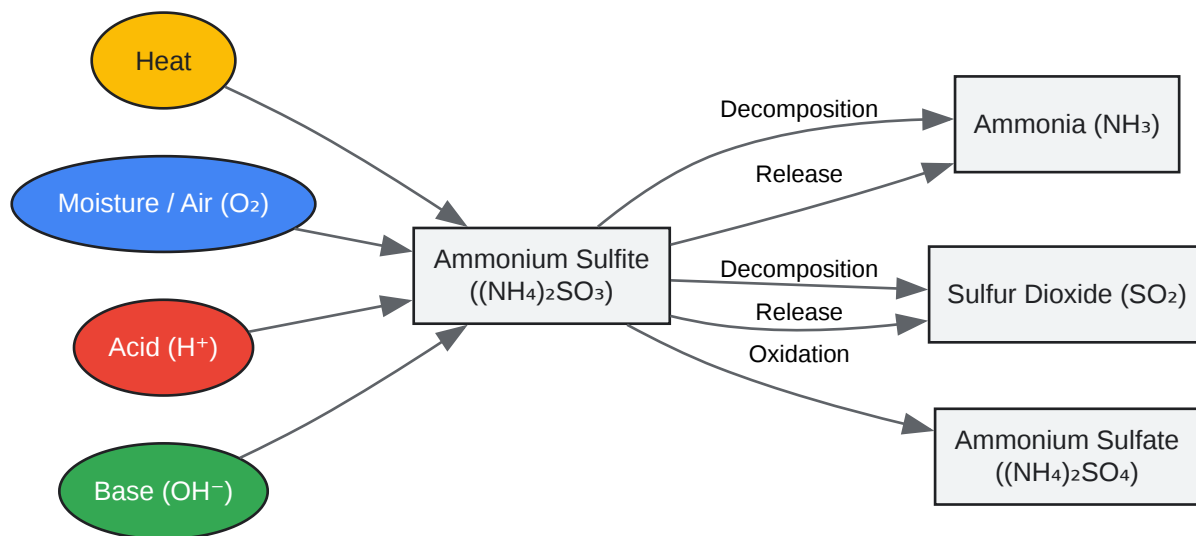 Heat
Moisture / Air (O₂)
Acid (H⁺)
Base (OH⁻)
Ammonium Sulfite
((NH₄)₂SO₃)
Decomposition
Release
Decomposition
Release
Oxidation
Ammonia (NH₃)
Sulfur Dioxide (SO₂)
Ammonium Sulfate
((NH₄)₂SO₄)